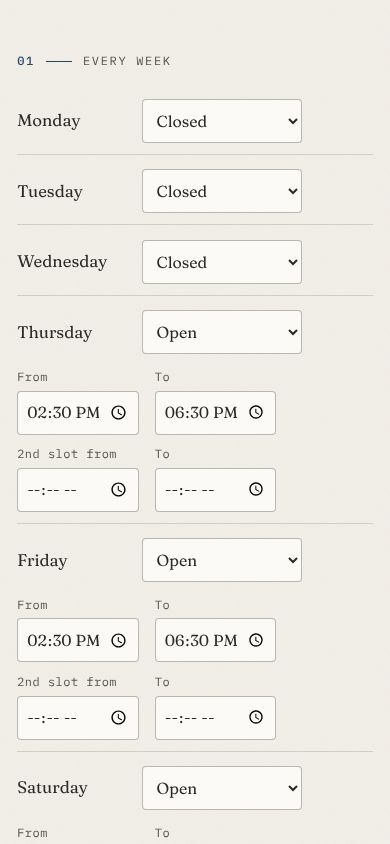 01 EVERY WEEK
Monday Closed
Tuesday Closed
Wednesday Closed
Thursday Open
From To
02:30 PM 06:30 PM
2nd slot from To
--:-- -- --:-- --
Friday Open
From To
02:30 PM 06:30 PM
2nd slot from To
--:-- -- --:-- --
Saturday Open
From To